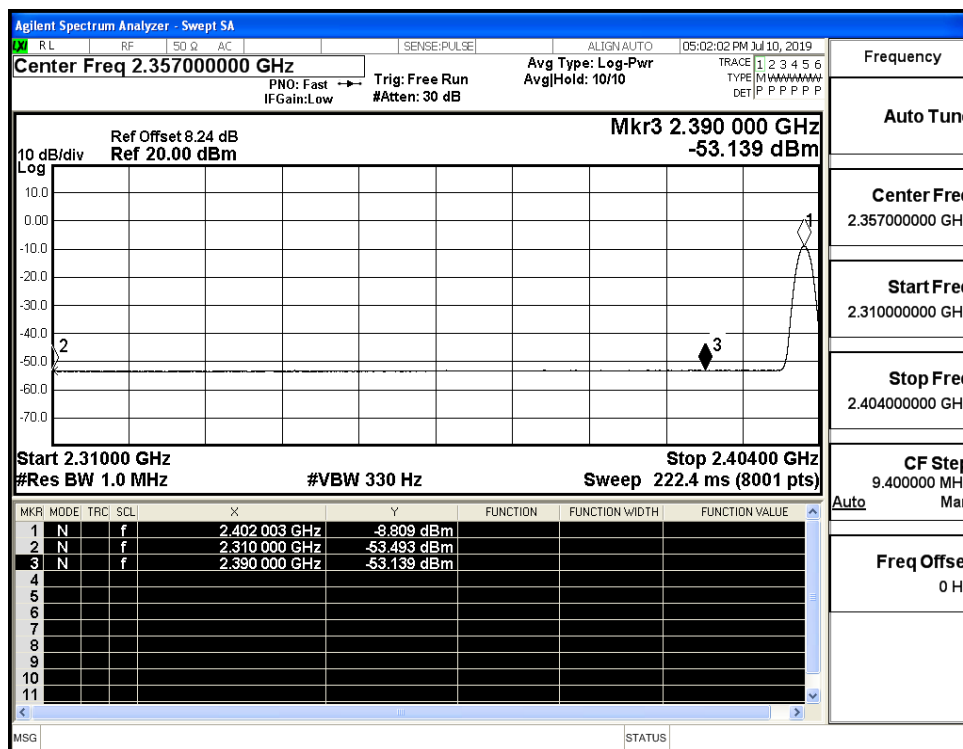 Agilent Spectrum Analyzer - Swept SA
LXI RL RF 50 Ω AC SENSE:PULSE ALIGN AUTO 05:02:02 PM Jul 10, 2019
Center Freq 2.357000000 GHz
PNO: Fast
IFGain:Low
Trig: Free Run
#Atten: 30 dB
Avg Type: Log-Pwr
Avg|Hold: 10/10
TRACE 1 2 3 4 5 6
TYPE M WWWWW
DET P P P P P P
Ref Offset 8.24 dB
10 dB/div Ref 20.00 dBm
Log
Mkr3 2.390 000 GHz
-53.139 dBm
10.0
0.00
-10.0
-20.0
-30.0
-40.0
-50.0
-60.0
-70.0
1
2
3
Start 2.31000 GHz Stop 2.40400 GHz
#Res BW 1.0 MHz #VBW 330 Hz Sweep 222.4 ms (8001 pts)
MKR MODE TRC SCL X Y FUNCTION FUNCTION WIDTH FUNCTION VALUE
1 N f 2.402 003 GHz -8.809 dBm
2 N f 2.310 000 GHz -53.493 dBm
3 N f 2.390 000 GHz -53.139 dBm
4
5
6
7
8
9
10
11
MSG STATUS
Frequency
Auto Tun
Center Fre
2.357000000 GH
Start Fre
2.310000000 GH
Stop Fre
2.404000000 GH
CF Step
9.400000 MH
Auto Ma
Freq Offse
0 H